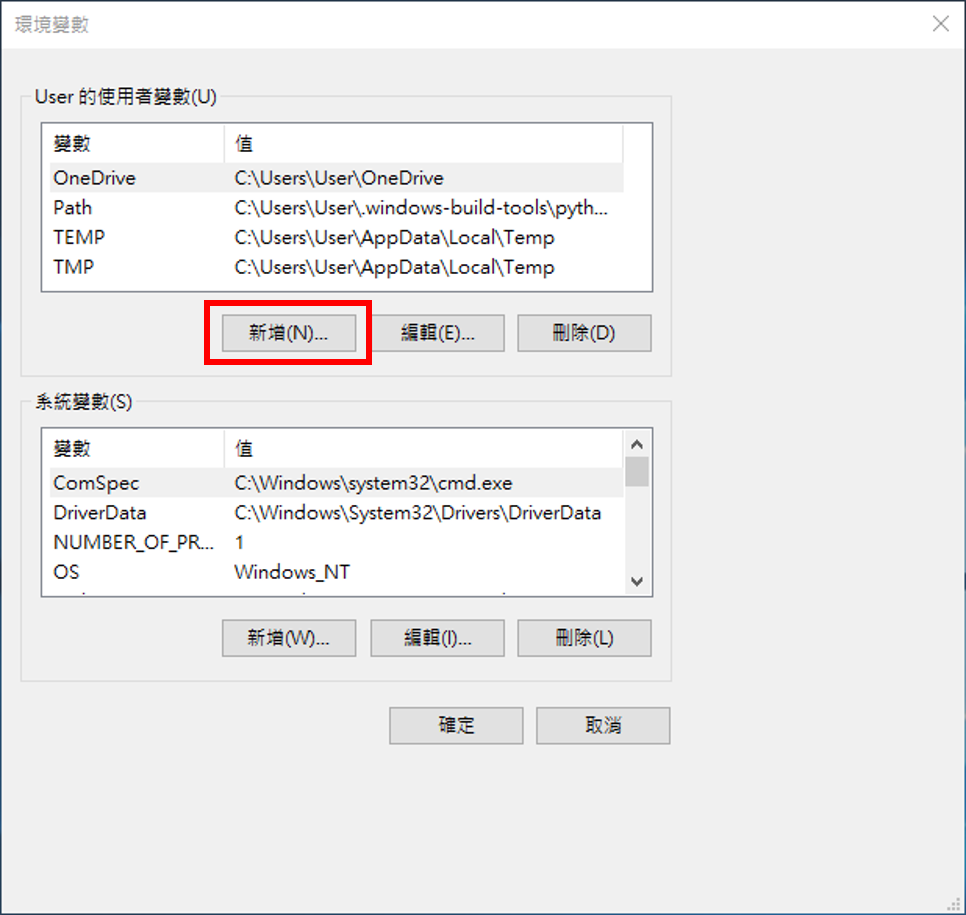 環境變數
User 的使用者變數(U)
變數 值
OneDrive C:\Users\User\OneDrive
Path C:\Users\User\.windows-build-tools\pyth...
TEMP C:\Users\User\AppData\Local\Temp
TMP C:\Users\User\AppData\Local\Temp
新增(N)... 編輯(E)... 刪除(D)
系統變數(S)
變數 值
ComSpec C:\Windows\system32\cmd.exe
DriverData C:\Windows\System32\Drivers\DriverData
NUMBER_OF_PR... 1
OS Windows_NT
新增(W)... 編輯(I)... 刪除(L)
確定 取消